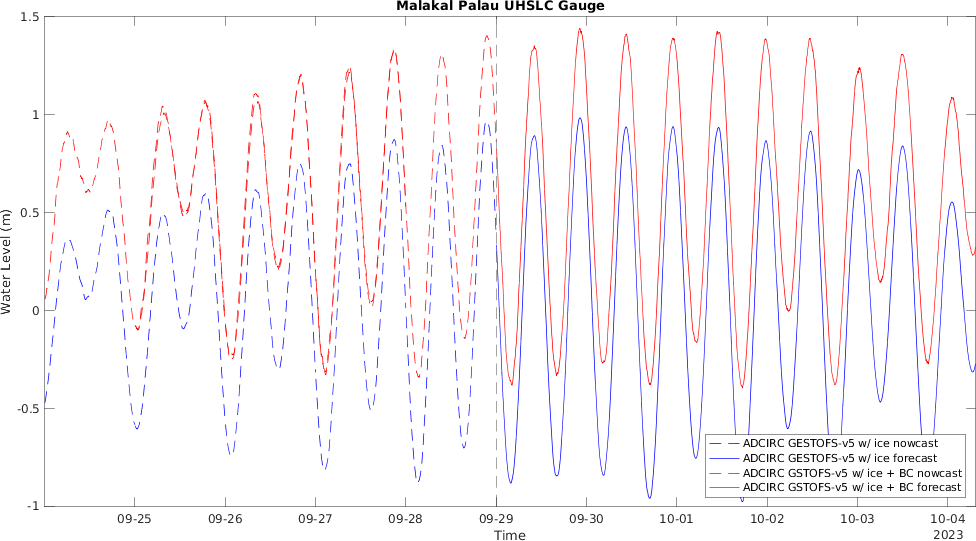 Malakal Palau UHSLC Gauge
1.5
1
0.5
0
-0.5
-1
Water Level (m)
ADCIRC GESTOFS-v5 w/ ice nowcast
ADCIRC GESTOFS-v5 w/ ice forecast
ADCIRC GSTOFS-v5 w/ ice + BC nowcast
ADCIRC GSTOFS-v5 w/ ice + BC forecast
09-25 09-26 09-27 09-28 09-29 09-30 10-01 10-02 10-03 10-04
Time 2023